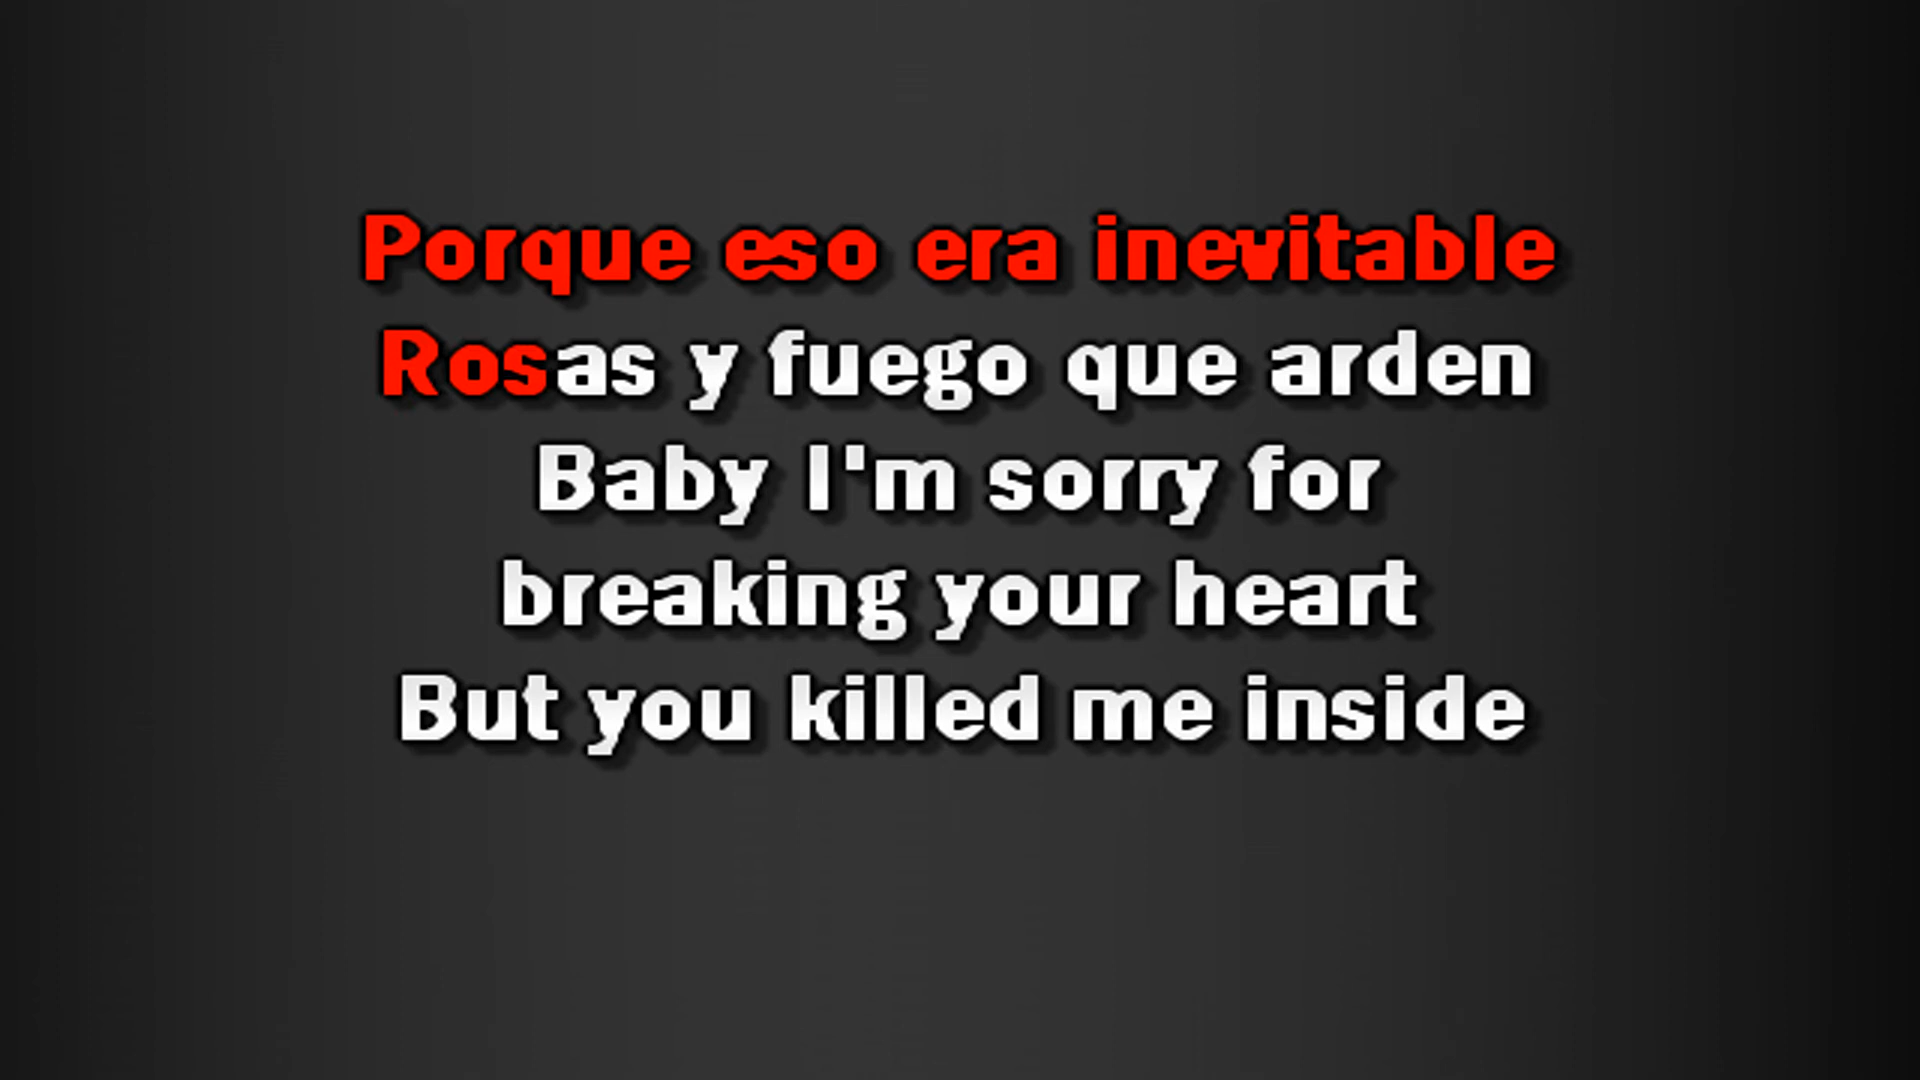 Porque eso era inevitable
Rosas y fuego que arden
Baby I'm sorry for
breaking your heart
But you killed me inside